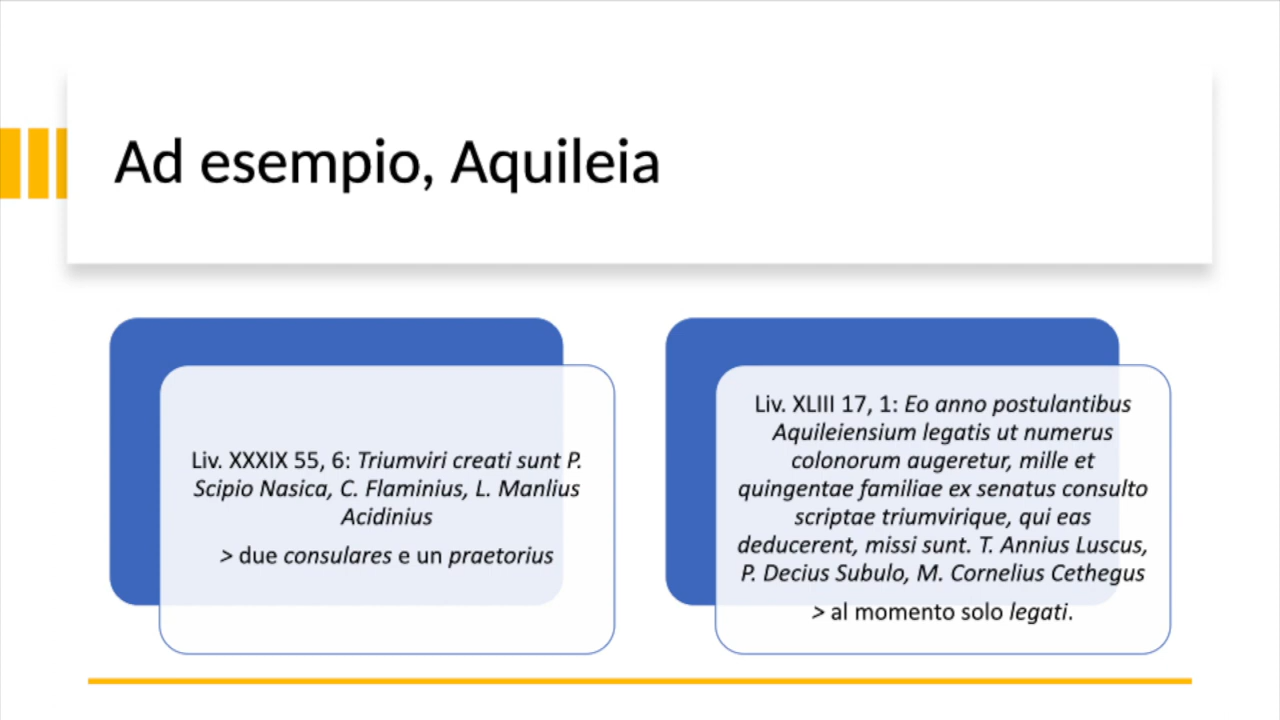 Ad esempio, Aquileia
Liv. XXXIX 55, 6: Triumviri creati sunt P.
Scipio Nasica, C. Flaminius, L. Manlius
Acidinius
> due consulares e un praetorius
Liv. XLIII 17, 1: Eo anno postulantibus
Aquileiensium legatis ut numerus
colonorum augeretur, mille et
quingentae familiae ex senatus consulto
scriptae triumvirique, qui eas
deducerent, missi sunt. T. Annius Luscus,
P. Decius Subulo, M. Cornelius Cethegus
> al momento solo legati.